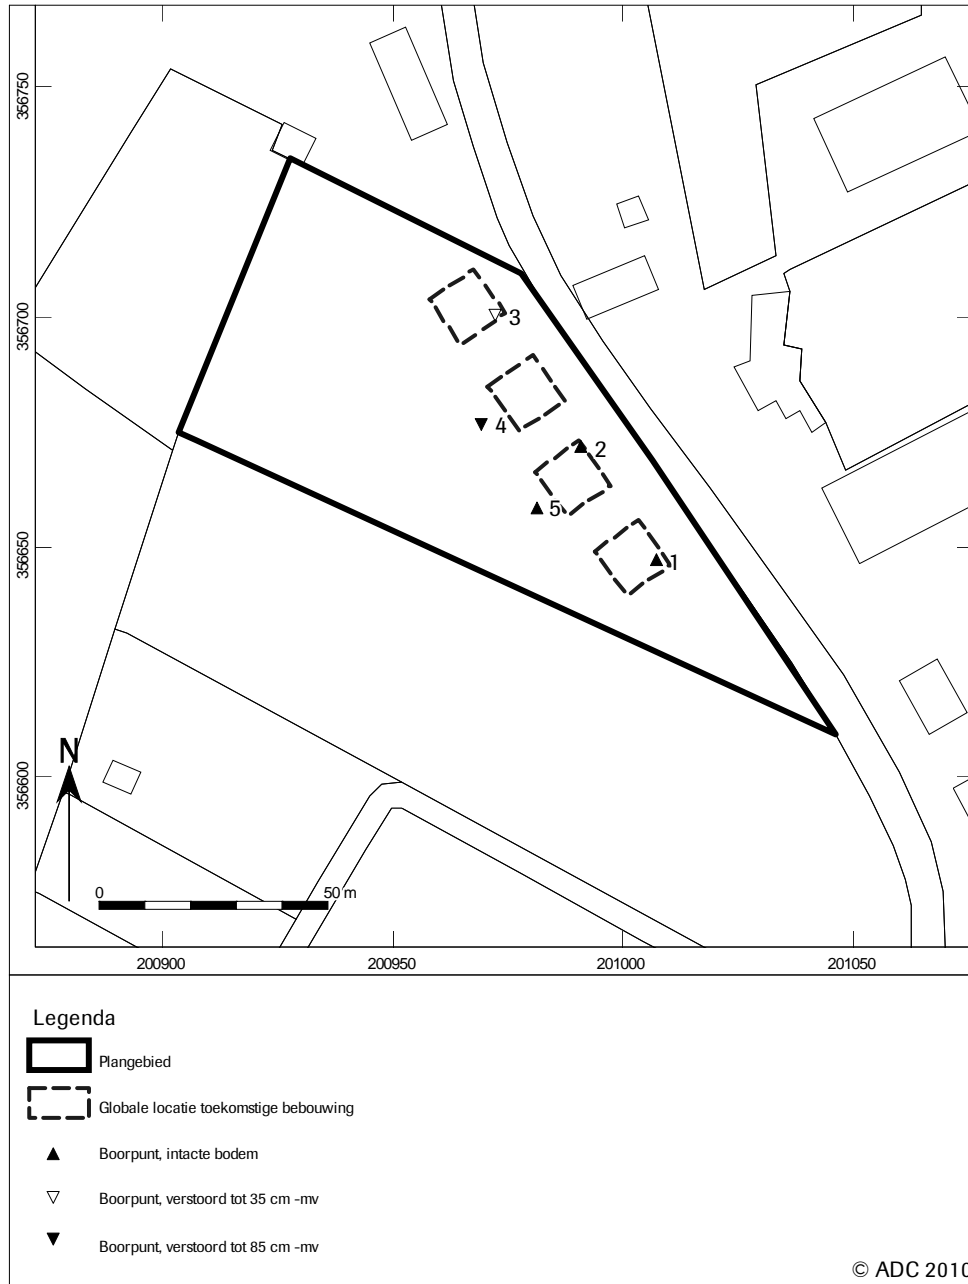 356750
356700
3
4
2
5
356650
1
N
356600
0
50 m
200900
200950
201000
201050
Legenda
Plangebied
Globale locatie toekomstige bebouwing
Boorpunt, intacte bodem
Boorpunt, verstoord tot 35 cm -mv
Boorpunt, verstoord tot 85 cm -mv
© ADC 2010